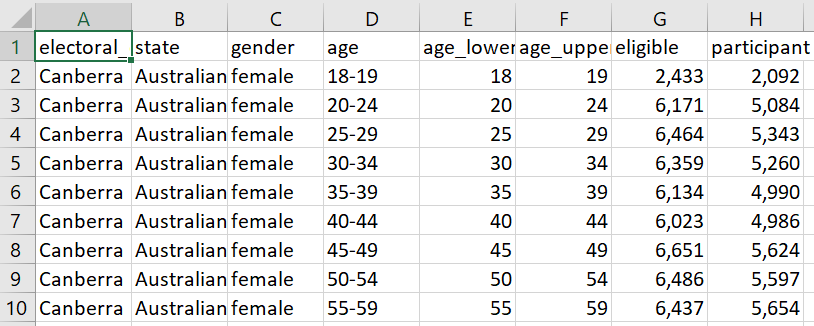 A B C D E F G H
1 electoral_ state gender age age_lower age_upper eligible participant
2 Canberra Australian female 18-19 18 19 2,433 2,092
3 Canberra Australian female 20-24 20 24 6,171 5,084
4 Canberra Australian female 25-29 25 29 6,464 5,343
5 Canberra Australian female 30-34 30 34 6,359 5,260
6 Canberra Australian female 35-39 35 39 6,134 4,990
7 Canberra Australian female 40-44 40 44 6,023 4,986
8 Canberra Australian female 45-49 45 49 6,651 5,624
9 Canberra Australian female 50-54 50 54 6,486 5,597
10 Canberra Australian female 55-59 55 59 6,437 5,654